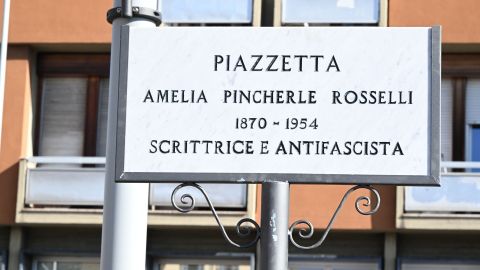 PIAZZETTA
AMELIA PINCHERLE ROSSELLI
1870 - 1954
SCRITTRICE E ANTIFASCISTA